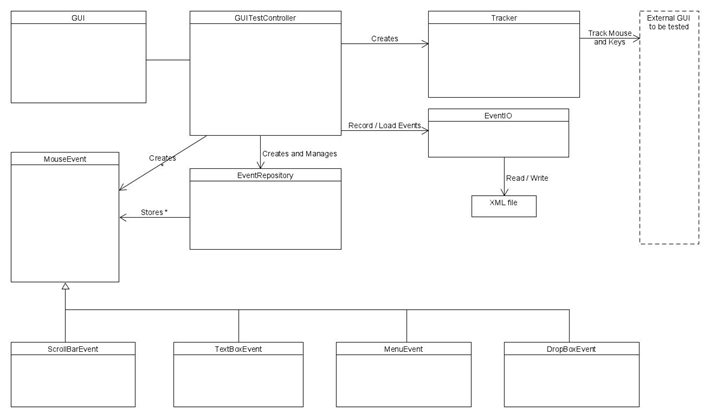 GUI
GUITestController
Tracker
External GUI
to be tested
Creates
Track Mouse
and Keys
EventIO
Record / Load Events
MouseEvent
Creates
*
Creates and Manages
EventRepository
Read / Write
XML file
Stores *
ScrollBarEvent
TextBoxEvent
MenuEvent
DropBoxEvent